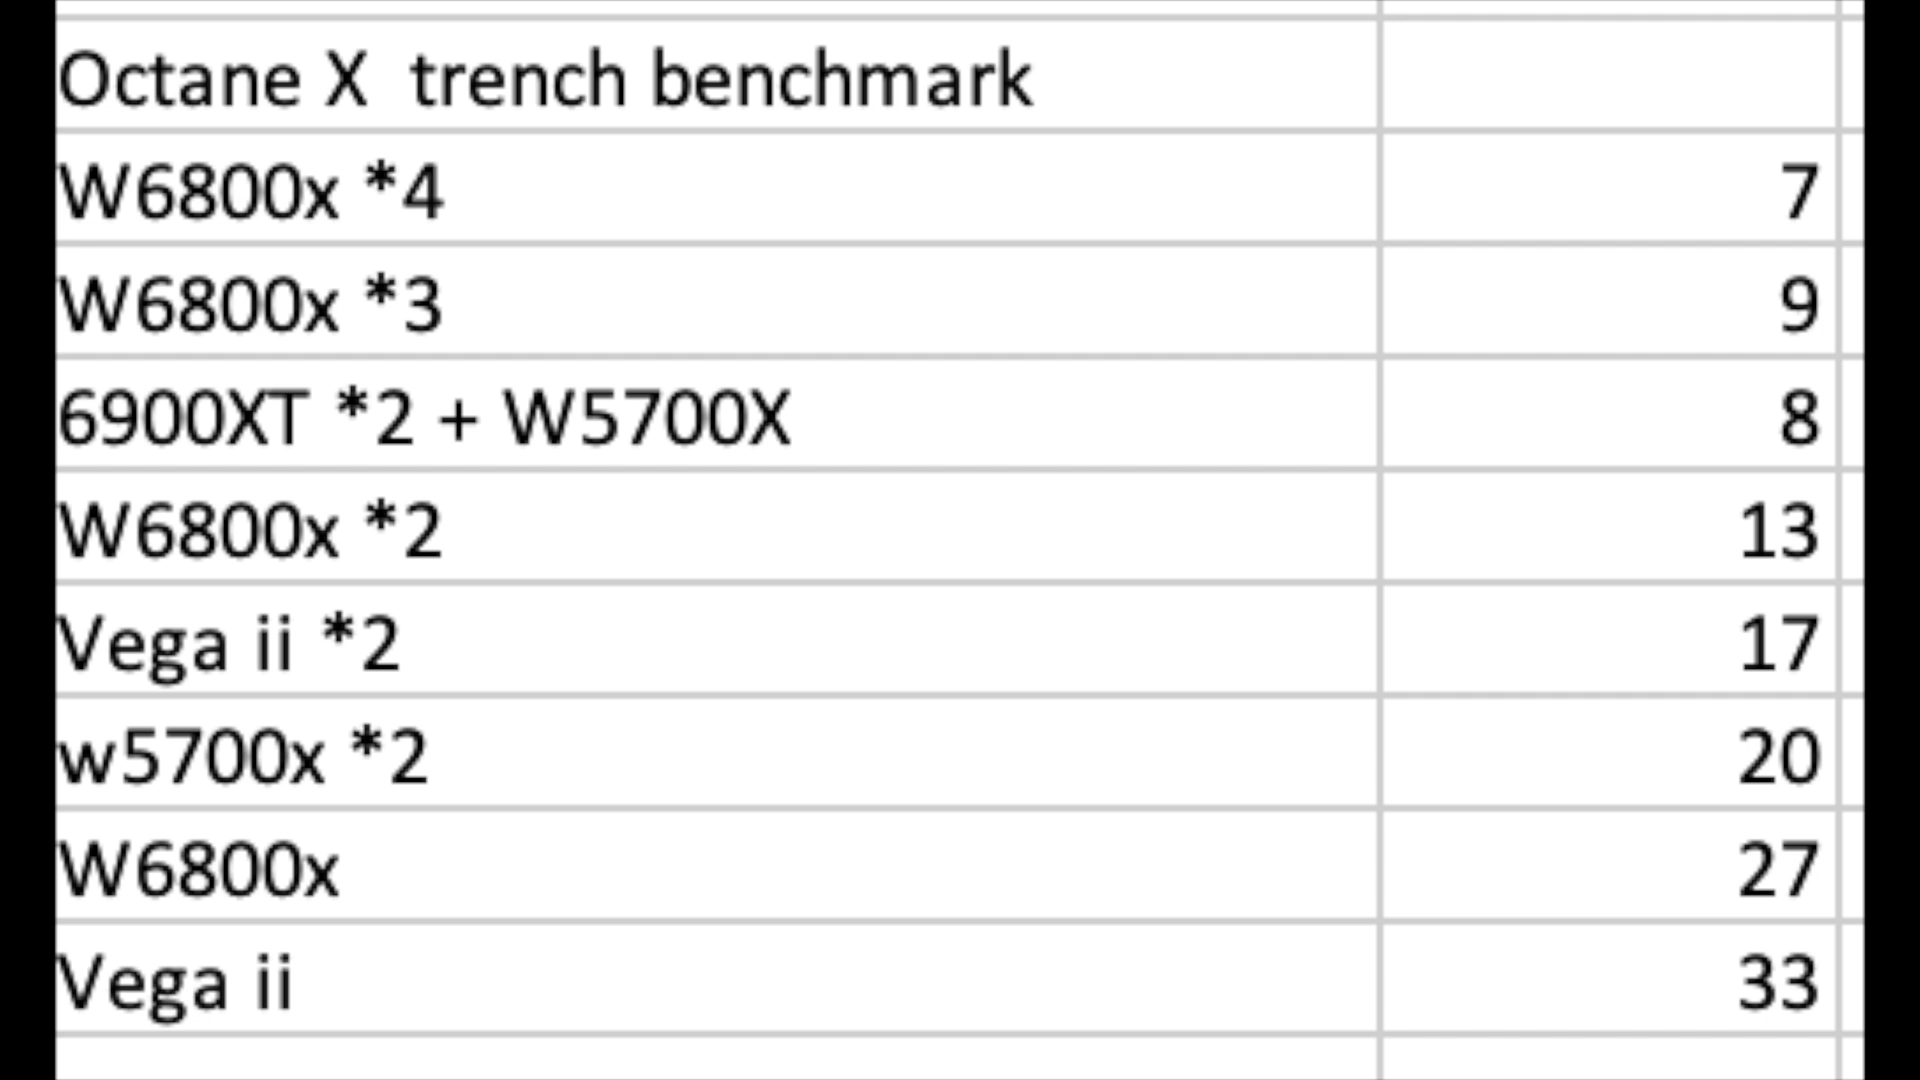 Octane X  trench benchmark
W6800x *4 7
W6800x *3 9
6900XT *2 + W5700X 8
W6800x *2 13
Vega ii *2 17
w5700x *2 20
W6800x 27
Vega ii 33